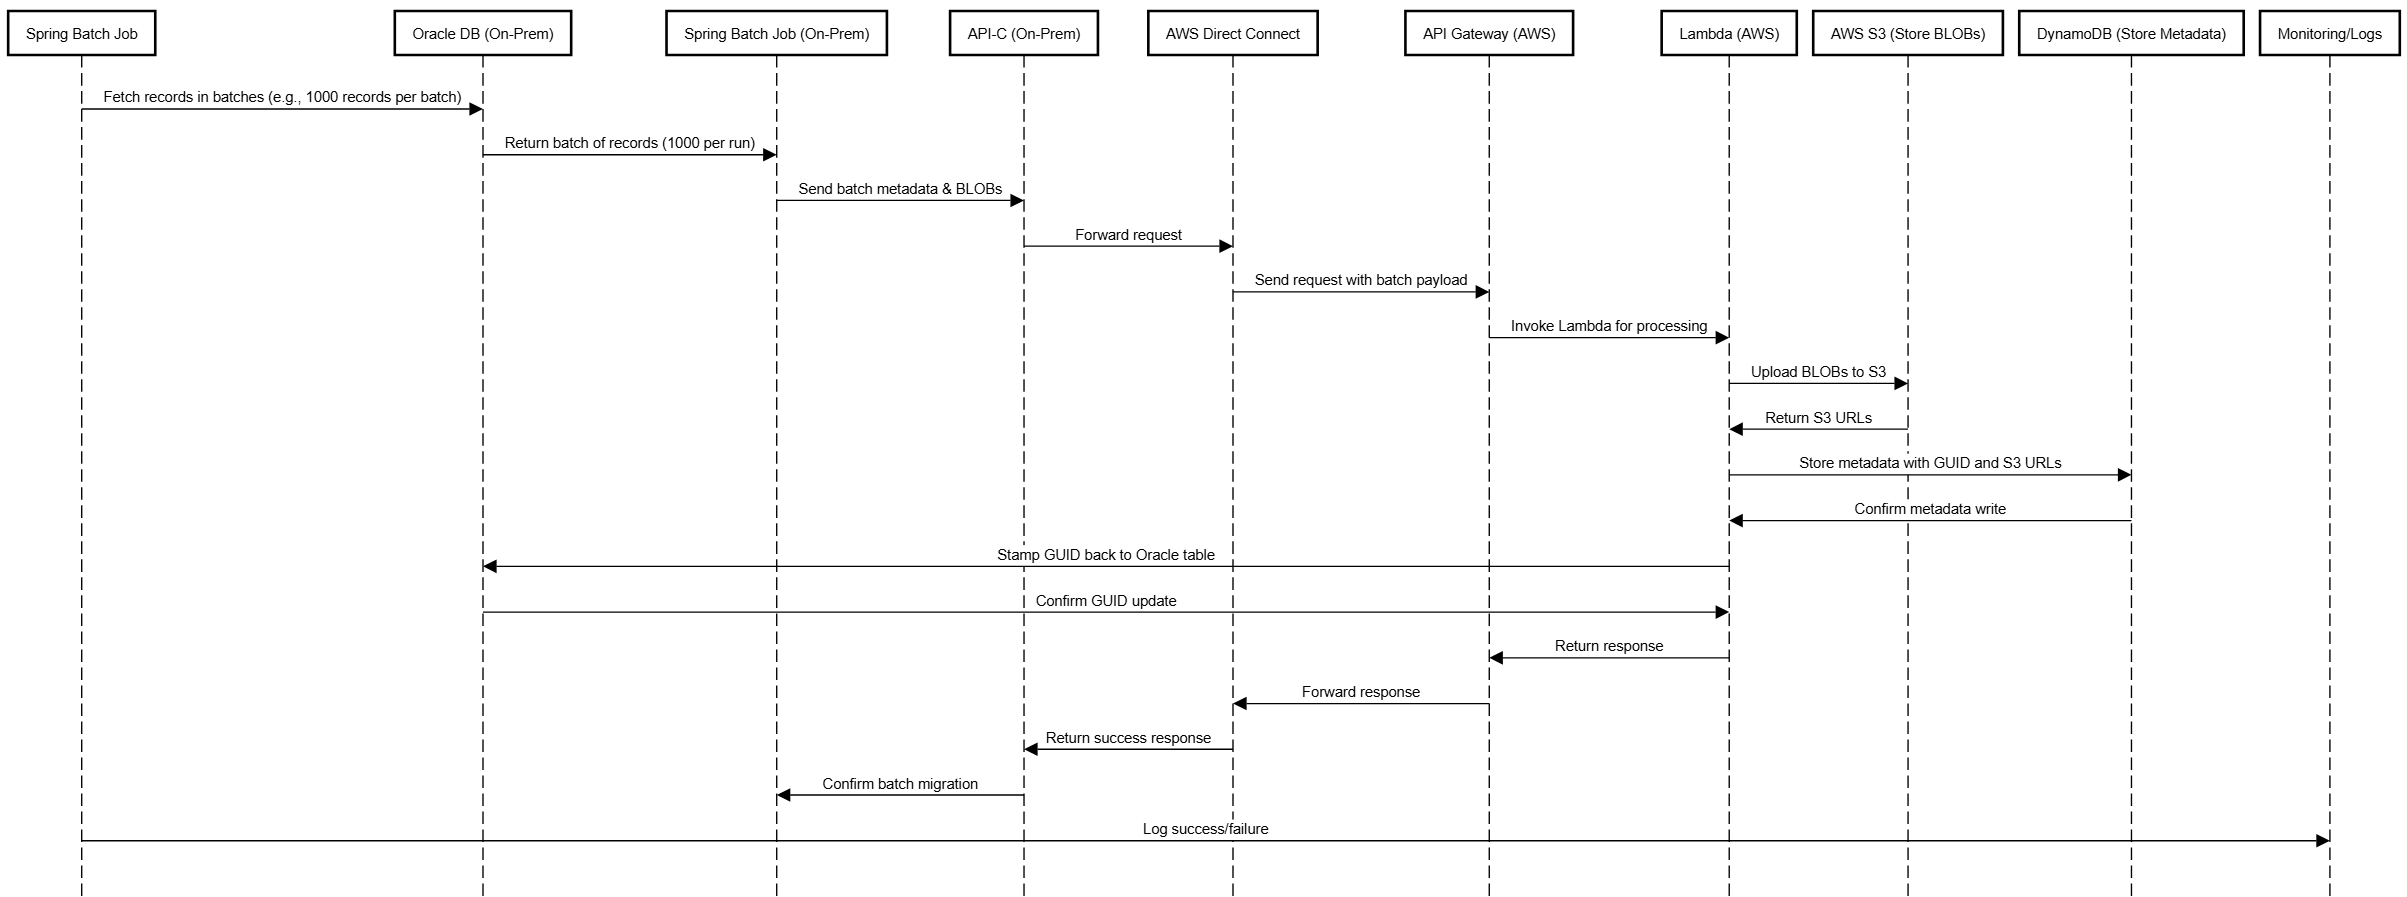 Spring Batch Job
Oracle DB (On-Prem)
Spring Batch Job (On-Prem)
API-C (On-Prem)
AWS Direct Connect
API Gateway (AWS)
Lambda (AWS)
AWS S3 (Store BLOBs)
DynamoDB (Store Metadata)
Monitoring/Logs
Fetch records in batches (e.g., 1000 records per batch)
Return batch of records (1000 per run)
Send batch metadata & BLOBs
Forward request
Send request with batch payload
Invoke Lambda for processing
Upload BLOBs to S3
Return S3 URLs
Store metadata with GUID and S3 URLs
Confirm metadata write
Stamp GUID back to Oracle table
Confirm GUID update
Return response
Forward response
Return success response
Confirm batch migration
Log success/failure